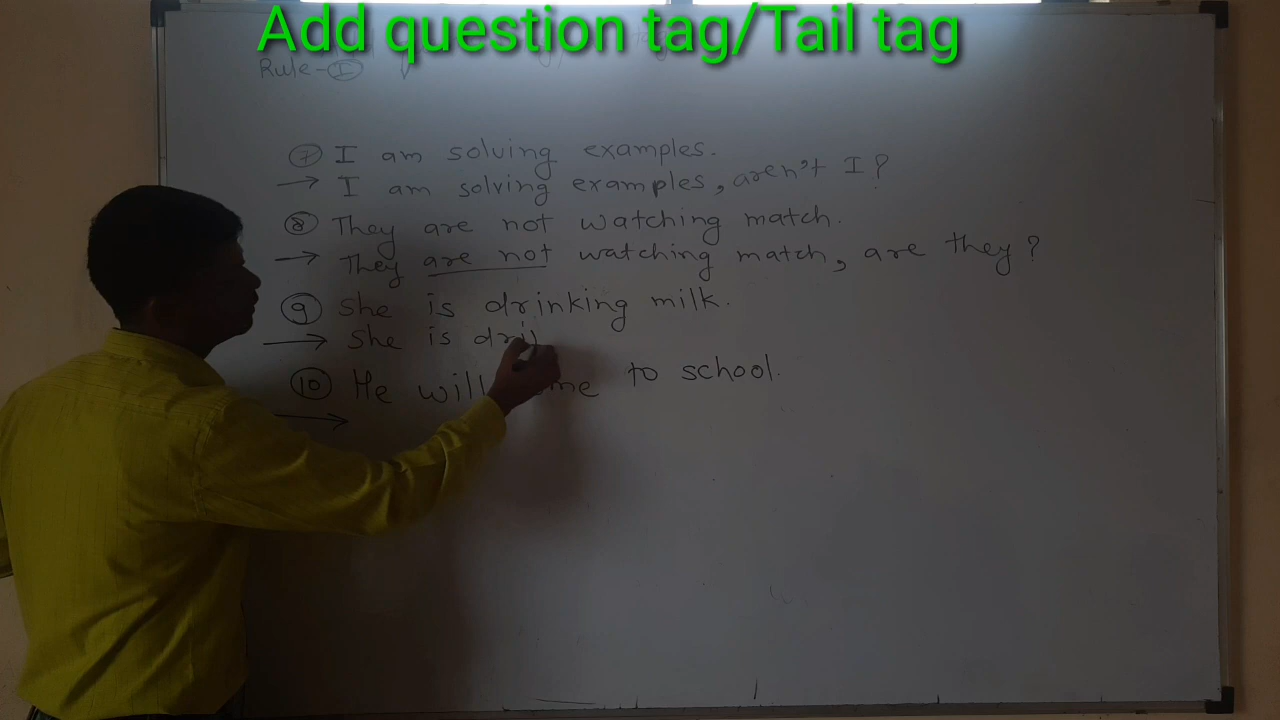 Add question tag/Tail tag
Rule-I
7 I am solving examples.
→ I am solving examples, aren't I?
8 They are not watching match.
→ They are not watching match, are they?
9 She is drinking milk.
→ She is dri
10 He will to school.
→